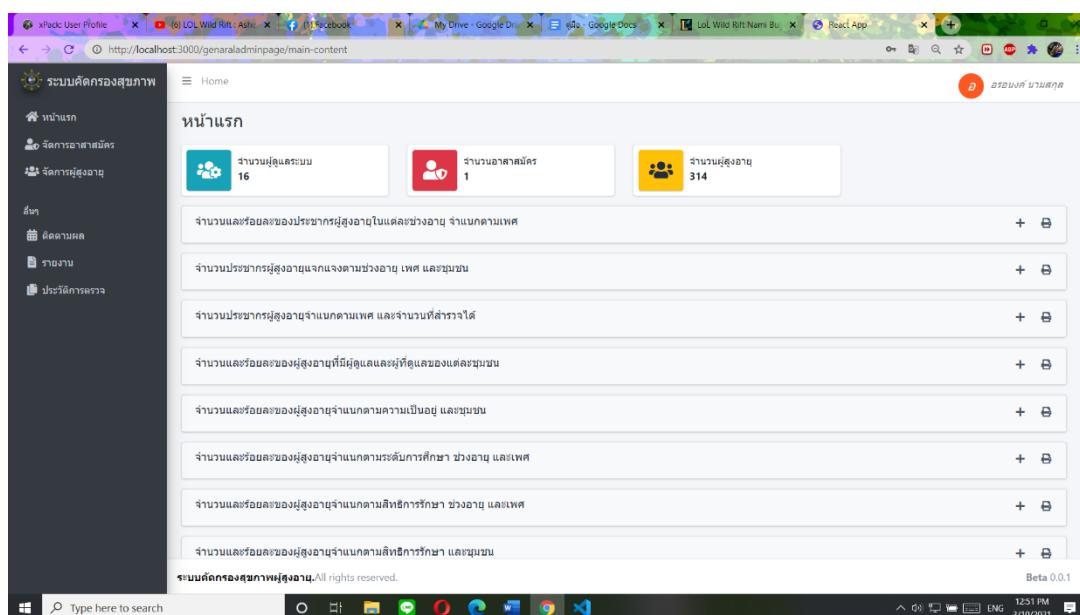 xPack: User Profile
(6) LOL Wild Rift : Ashe
(1) Facebook
My Drive - Google Dr
คู่มือ - Google Docs
LoL Wild Rift Nami Bu
React App
http://localhost:3000/genaraladminpage/main-content
ระบบคัดกรองสุขภาพ
Home
อ
อรอนงค์ นามสกุล
หน้าแรก
จัดการอาสาสมัคร
จัดการผู้สูงอายุ
อื่นๆ
ติดตามผล
รายงาน
ประวัติการตรวจ
หน้าแรก
จำนวนผู้ดูแลระบบ
16
จำนวนอาสาสมัคร
1
จำนวนผู้สูงอายุ
314
จำนวนและร้อยละของประชากรผู้สูงอายุในแต่ละช่วงอายุ จำแนกตามเพศ
จำนวนประชากรผู้สูงอายุแจกแจงตามช่วงอายุ เพศ และชุมชน
จำนวนประชากรผู้สูงอายุจำแนกตามเพศ และจำนวนที่สำรวจได้
จำนวนและร้อยละของผู้สูงอายุที่มีผู้ดูแลและผู้ที่ดูแลของแต่ละชุมชน
จำนวนและร้อยละของผู้สูงอายุจำแนกตามความเป็นอยู่ และชุมชน
จำนวนและร้อยละของผู้สูงอายุจำแนกตามระดับการศึกษา ช่วงอายุ และเพศ
จำนวนและร้อยละของผู้สูงอายุจำแนกตามสิทธิการรักษา ช่วงอายุ และเพศ
จำนวนและร้อยละของผู้สูงอายุจำแนกตามสิทธิการรักษา และชุมชน
ระบบคัดกรองสุขภาพผู้สูงอายุ.All rights reserved.
Beta 0.0.1
Type here to search
ENG
12:51 PM